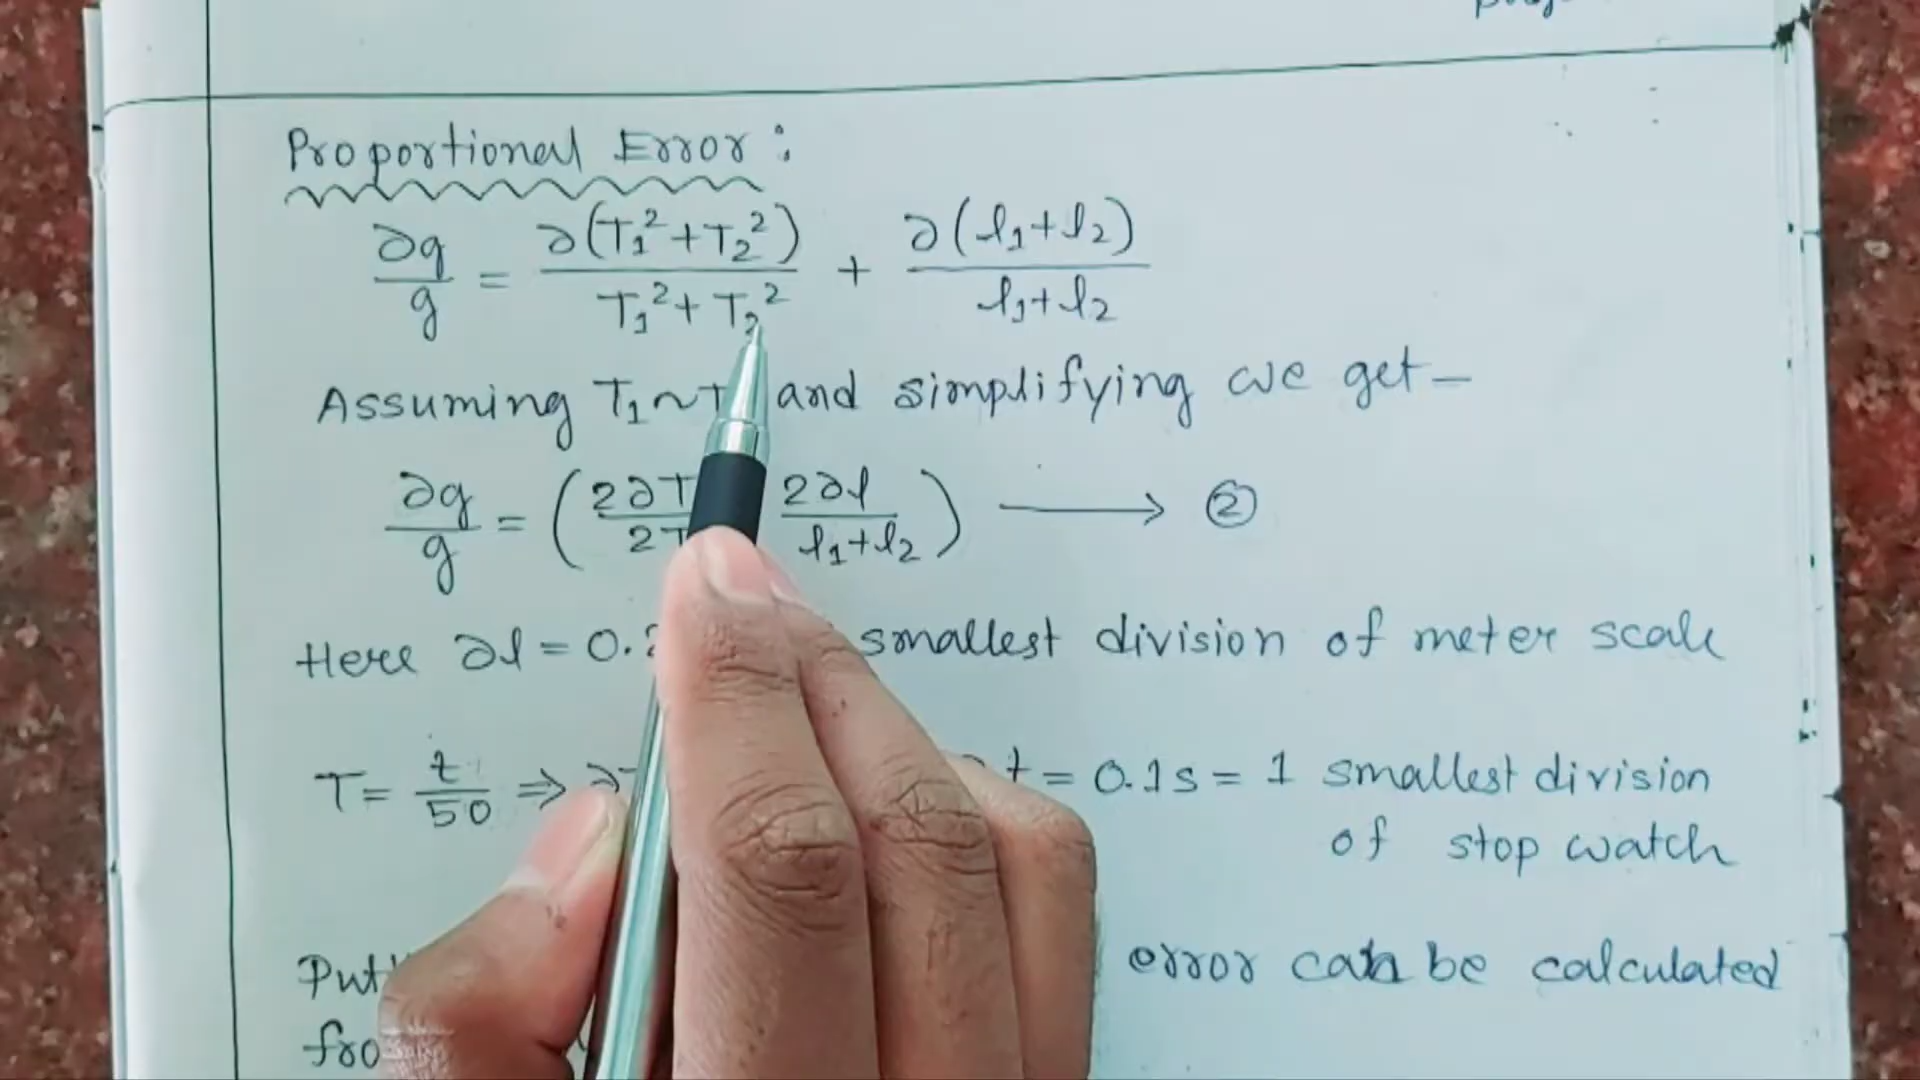 Proportional Error:
∂g/g = ∂(T₁²+T₂²)/T₁²+T₂² + ∂(l₁+l₂)/l₁+l₂
Assuming T₁~T and simplifying we get—
∂g/g = (2∂T/2T 2∂l/l₁+l₂) ⟶ ②
Here ∂l = 0. smallest division of meter scale
T= t/50 ⇒ ∂T t = 0.1s = 1 smallest division
of stop watch
error can be calculated